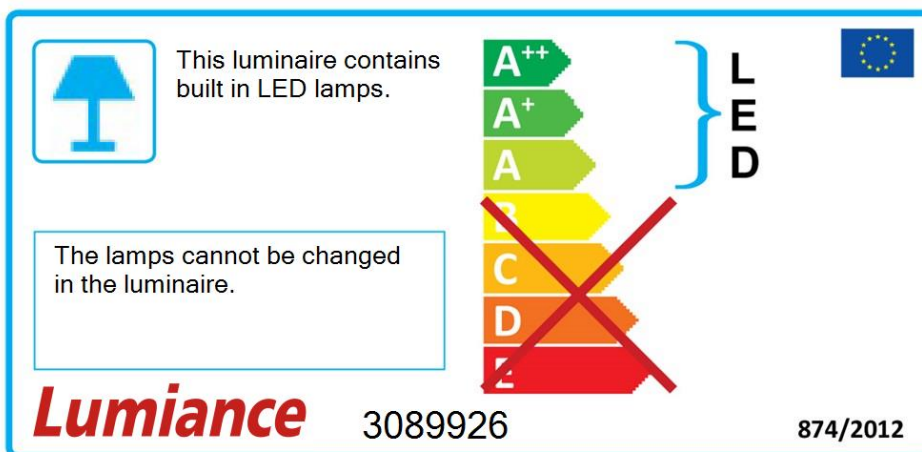 This luminaire contains
built in LED lamps.
The lamps cannot be changed
in the luminaire.
A++
A+
A
B
C
D
E
L
E
D
Lumiance
3089926
874/2012